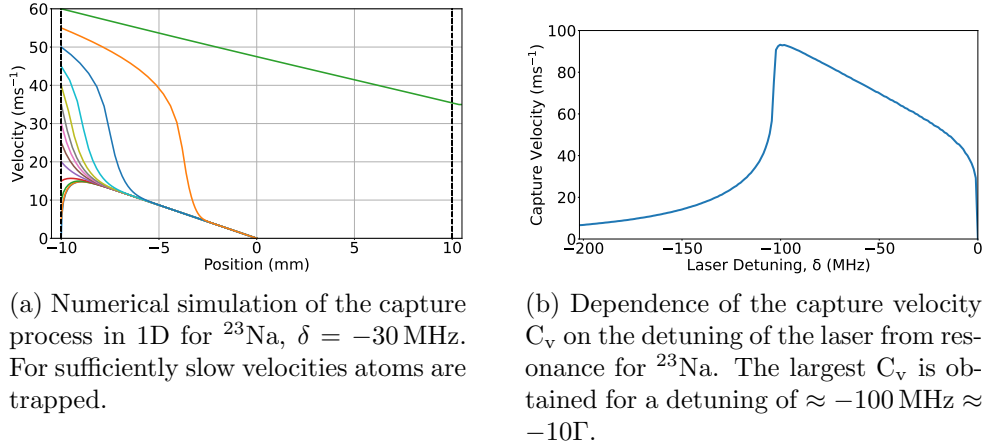 60
50
40
30
20
10
0
Velocity (ms⁻¹)
−10
−5
0
5
10
Position (mm)
100
80
60
40
20
0
Capture Velocity (ms⁻¹)
−200
−150
−100
−50
0
Laser Detuning, δ (MHz)
(a) Numerical simulation of the capture
process in 1D for ²³Na, δ = −30 MHz.
For sufficiently slow velocities atoms are
trapped.
(b) Dependence of the capture velocity
Cᵥ on the detuning of the laser from res-
onance for ²³Na. The largest Cᵥ is ob-
tained for a detuning of ≈ −100 MHz ≈
−10Γ.